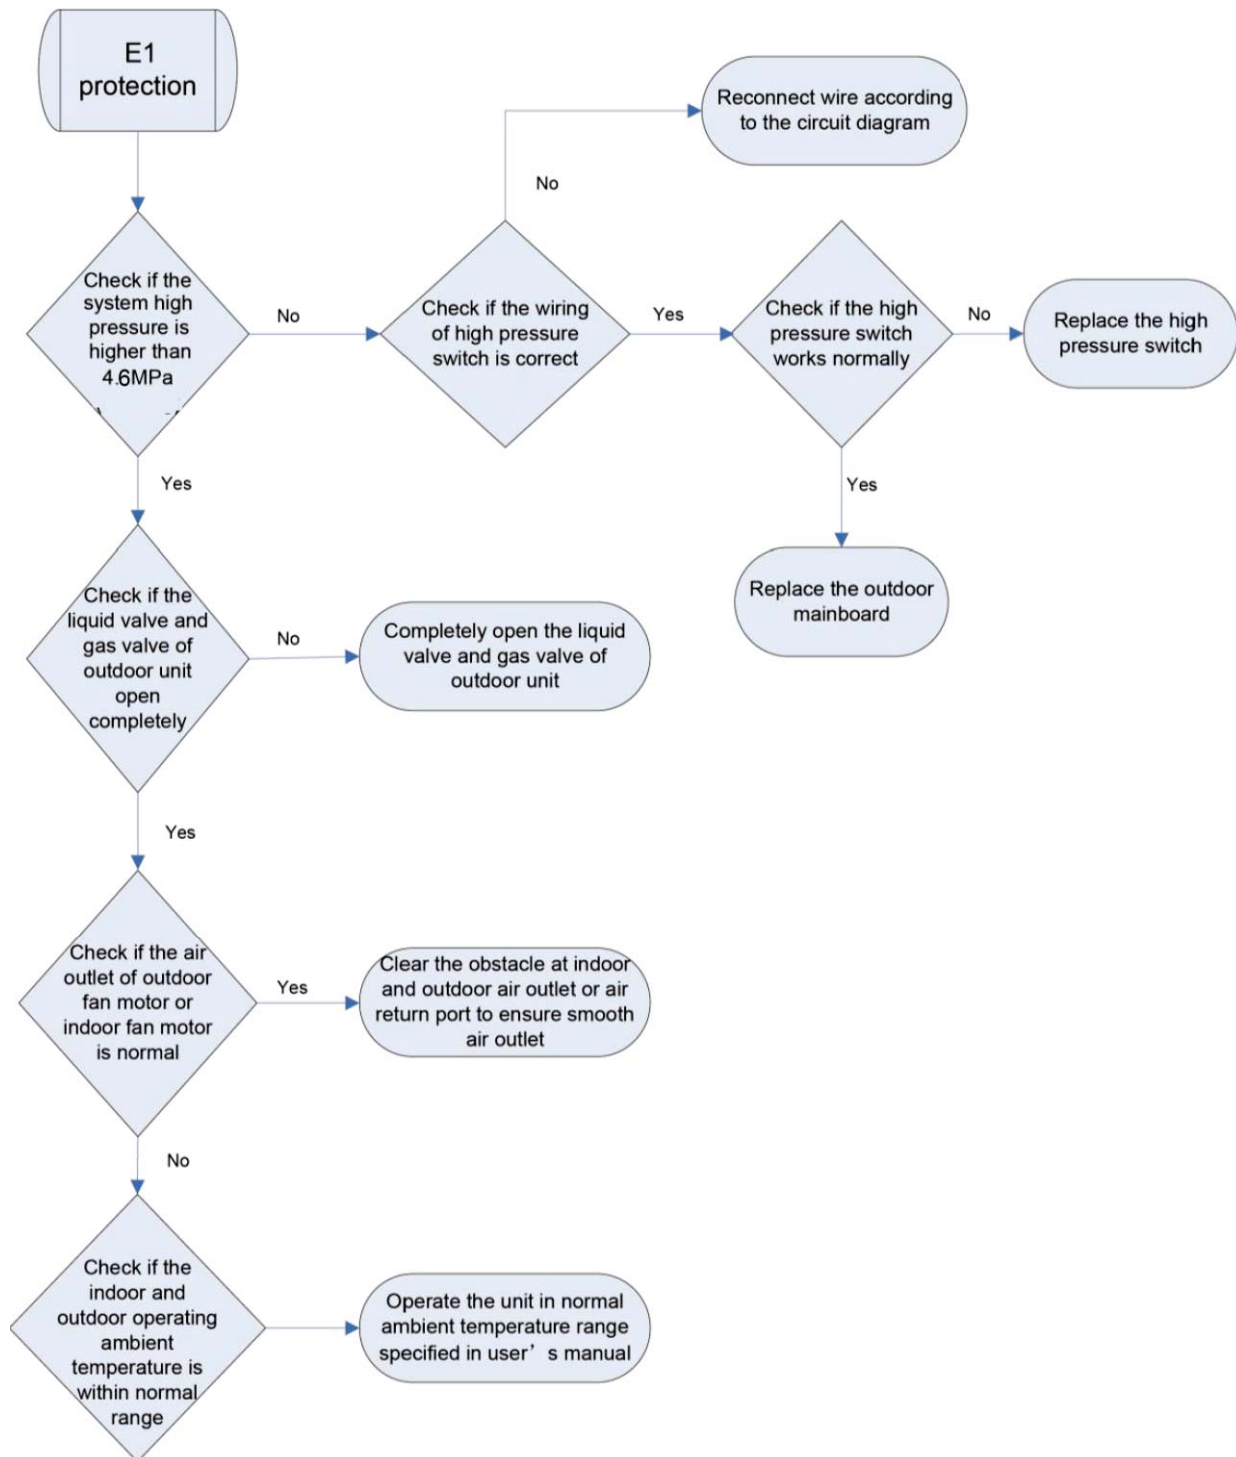 E1
protection
Reconnect wire according
to the circuit diagram
No
Check if the
system high
pressure is
higher than
4.6MPa
No
Check if the wiring
of high pressure
switch is correct
Yes
Check if the high
pressure switch
works normally
No
Replace the high
pressure switch
Yes
Yes
Replace the outdoor
mainboard
Check if the
liquid valve and
gas valve of
outdoor unit
open
completely
No
Completely open the liquid
valve and gas valve of
outdoor unit
Yes
Check if the air
outlet of outdoor
fan motor or
indoor fan motor
is normal
Yes
Clear the obstacle at indoor
and outdoor air outlet or air
return port to ensure smooth
air outlet
No
Check if the
indoor and
outdoor operating
ambient
temperature is
within normal
range
Operate the unit in normal
ambient temperature range
specified in user’ s manual